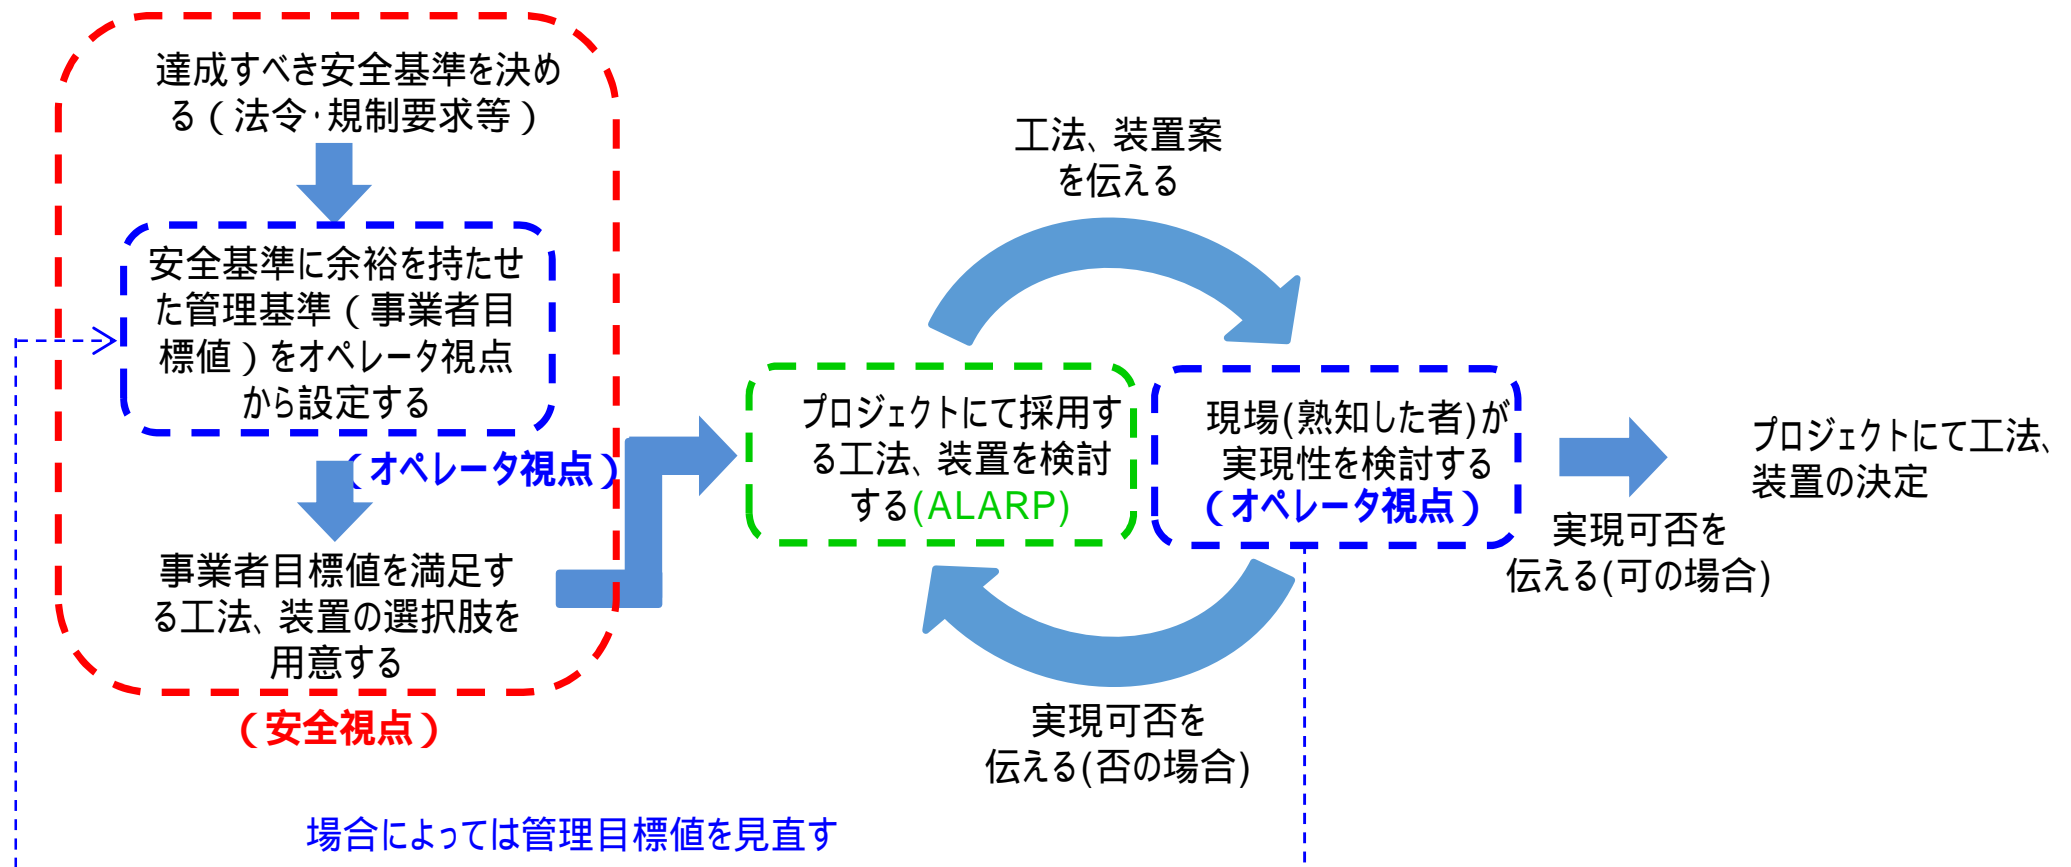 達成すべき安全基準を決め
る（法令・規制要求等）
安全基準に余裕を持たせ
た管理基準（事業者目
標値）をオペレータ視点
から設定する
（オペレータ視点）
事業者目標値を満足す
る工法、装置の選択肢を
用意する
（安全視点）
工法、装置案
を伝える
プロジェクトにて採用す
る工法、装置を検討
する(ALARP)
現場(熟知した者)が
実現性を検討する
（オペレータ視点）
実現可否を
伝える(否の場合)
実現可否を
伝える(可の場合)
プロジェクトにて工法、
装置の決定
場合によっては管理目標値を見直す